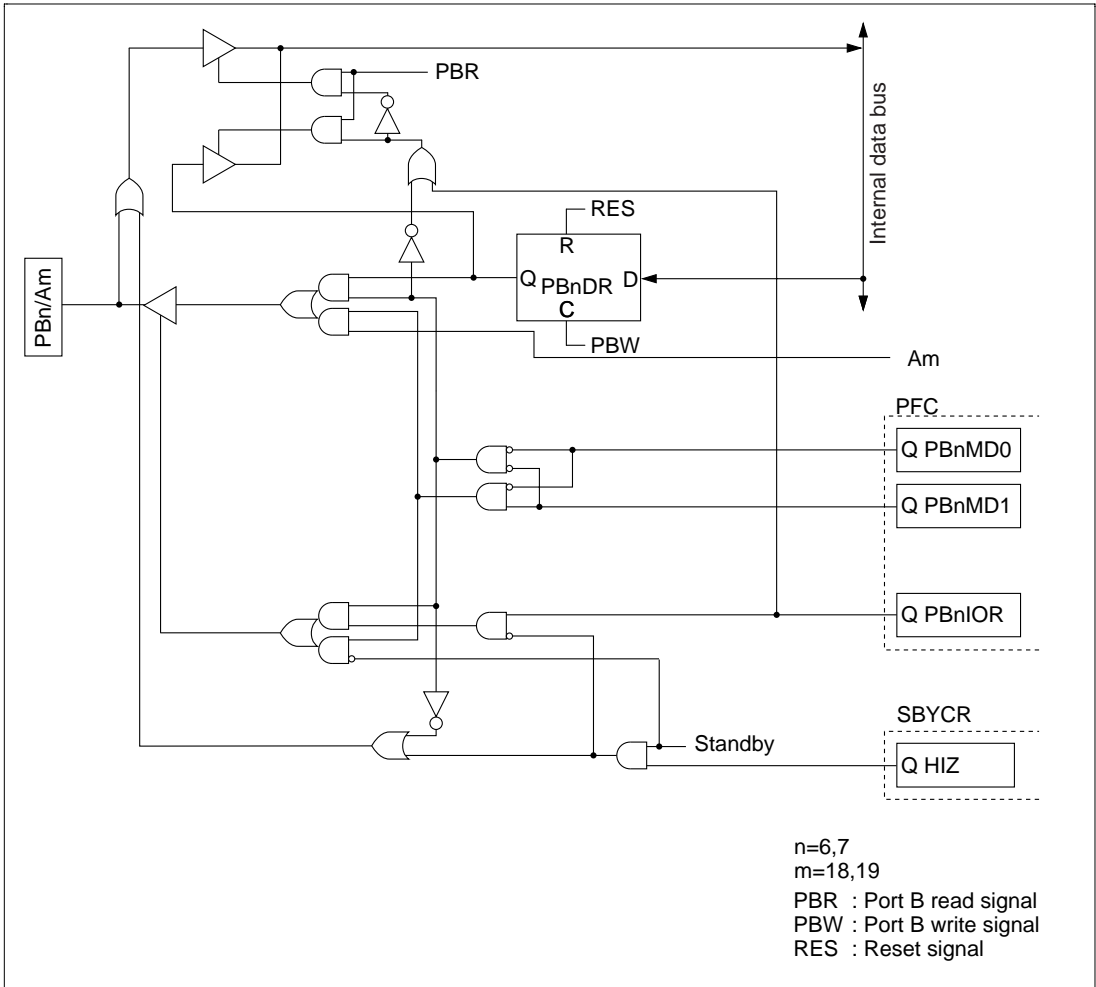 PBR
Internal data bus
RES
R
Q
PBnDR
D
C
PBn/Am
PBW
Am
PFC
Q PBnMD0
Q PBnMD1
Q PBnIOR
SBYCR
Standby
Q HIZ
n=6,7
m=18,19
PBR : Port B read signal
PBW : Port B write signal
RES : Reset signal